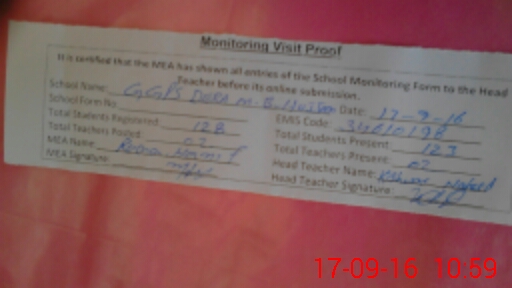 Monitoring Visit Proof
It is certified that the MEA has shown all entries of the School Monitoring Form to the Head
Teacher before its online submission.
School Name: GGPS DERA M.B. Date: 17-9-16
School Form No EMIS Code:
Total Students Registered 128 Total Students Present 123
Total Teachers Posted 02 Total Teachers Present 02
MEA Name: Head Teacher Name:
MEA Signature: Head Teacher Signature:
17-09-16 10:59